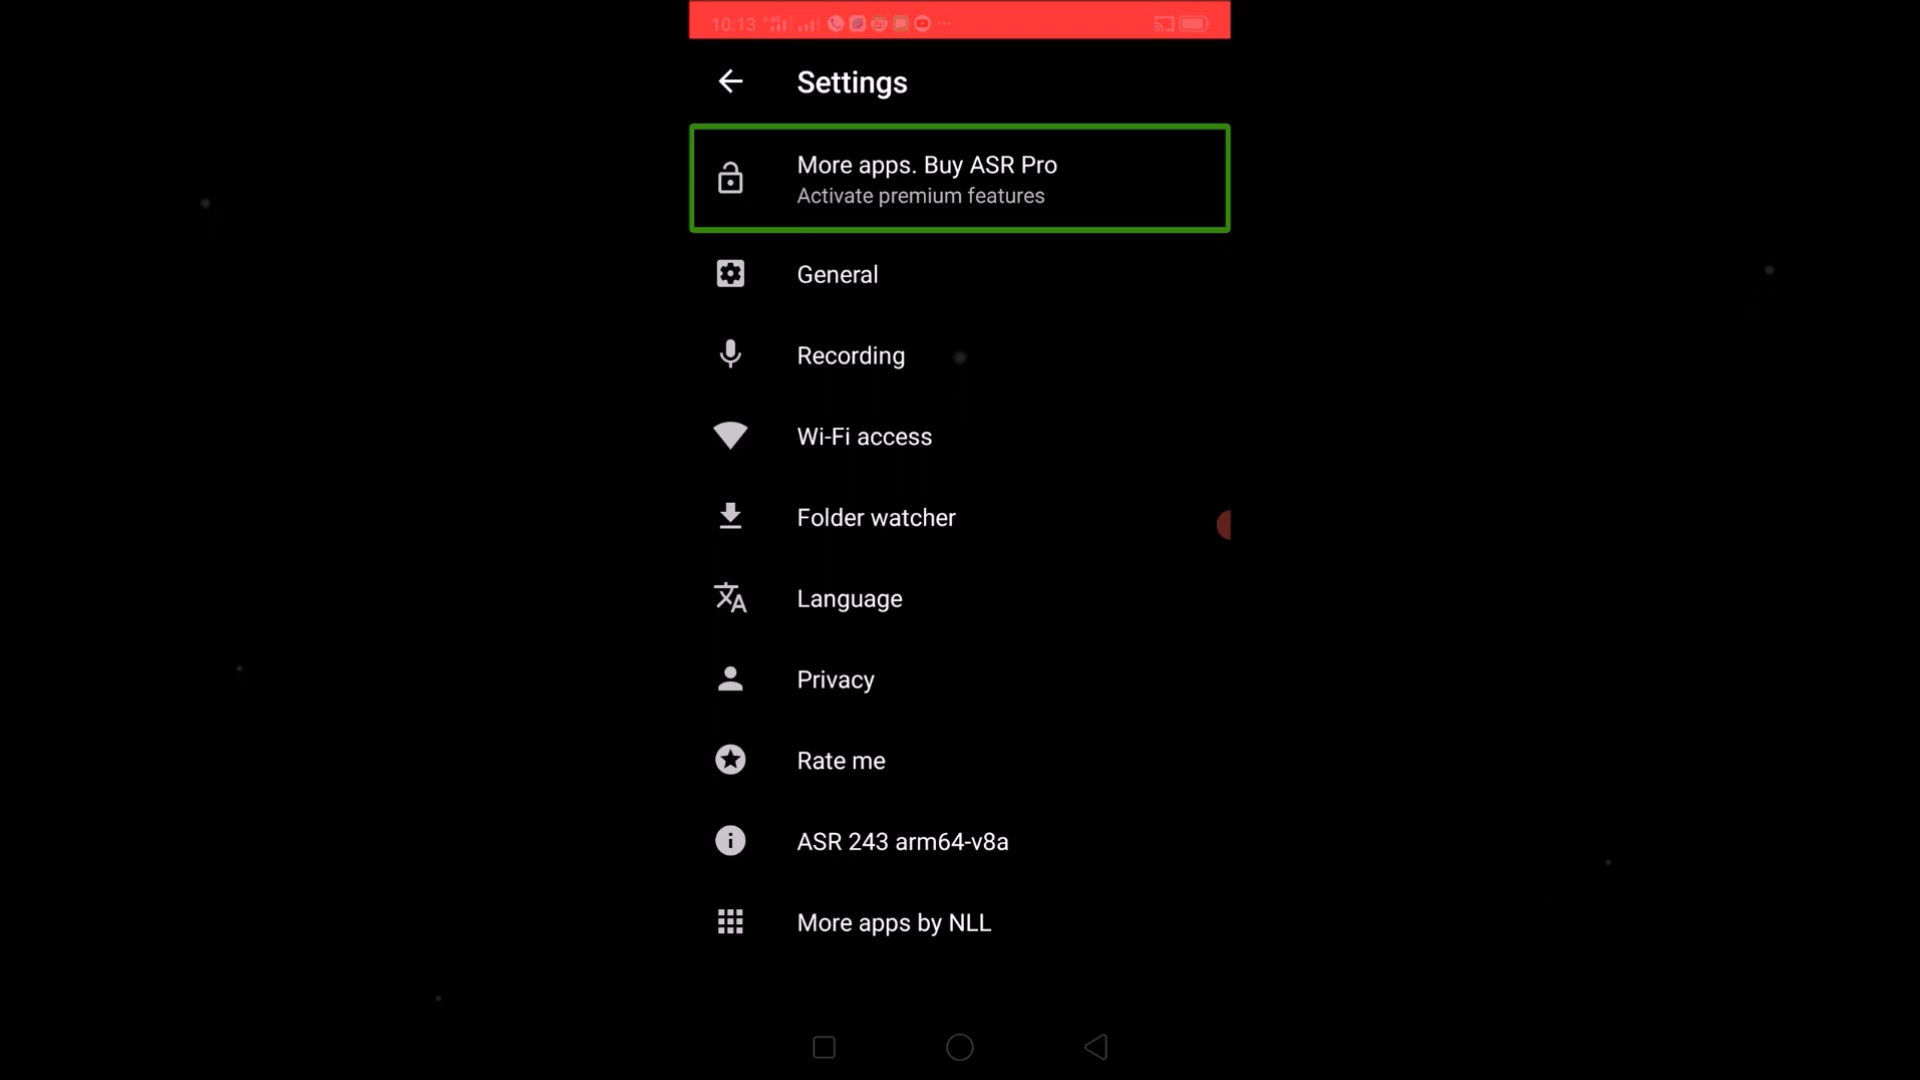 10:13
Settings
More apps. Buy ASR Pro
Activate premium features
General
Recording
Wi-Fi access
Folder watcher
Language
Privacy
Rate me
ASR 243 arm64-v8a
More apps by NLL